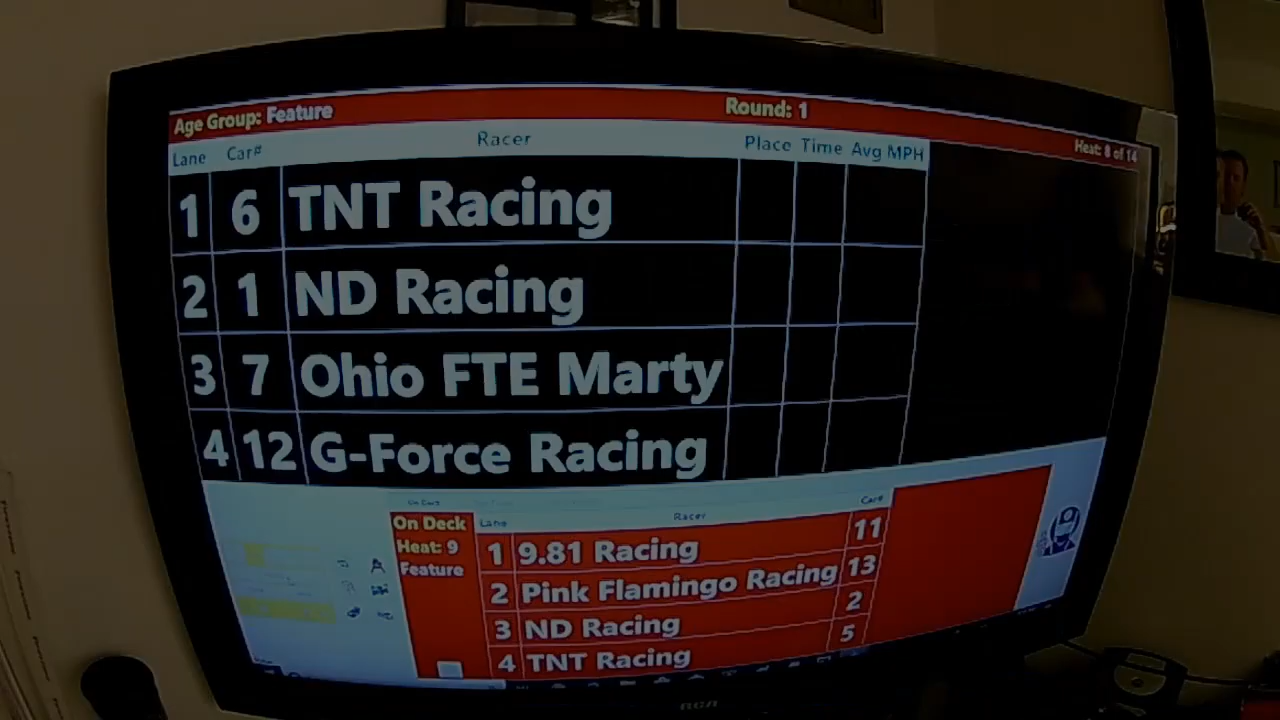 Age Group: Feature Round: 1 Heat: 8 of 14
Lane Car# Racer Place Time Avg MPH
1 6 TNT Racing
2 1 ND Racing
3 7 Ohio FTE Marty
4 12 G-Force Racing
On Deck Lane Racer Car#
Heat: 9
Feature
1 9.81 Racing 11
2 Pink Flamingo Racing 13
3 ND Racing 2
4 TNT Racing 5
RCA